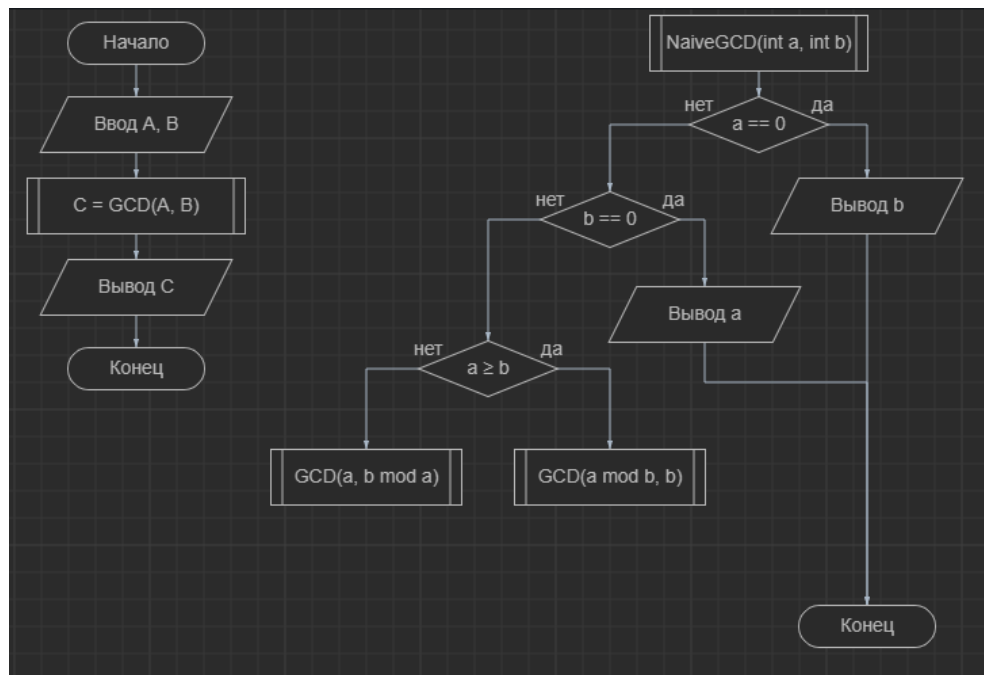 Начало
Ввод A, B
C = GCD(A, B)
Вывод C
Конец
NaiveGCD(int a, int b)
нет
да
a == 0
нет
да
b == 0
Вывод b
Вывод a
нет
да
a ≥ b
GCD(a, b mod a)
GCD(a mod b, b)
Конец